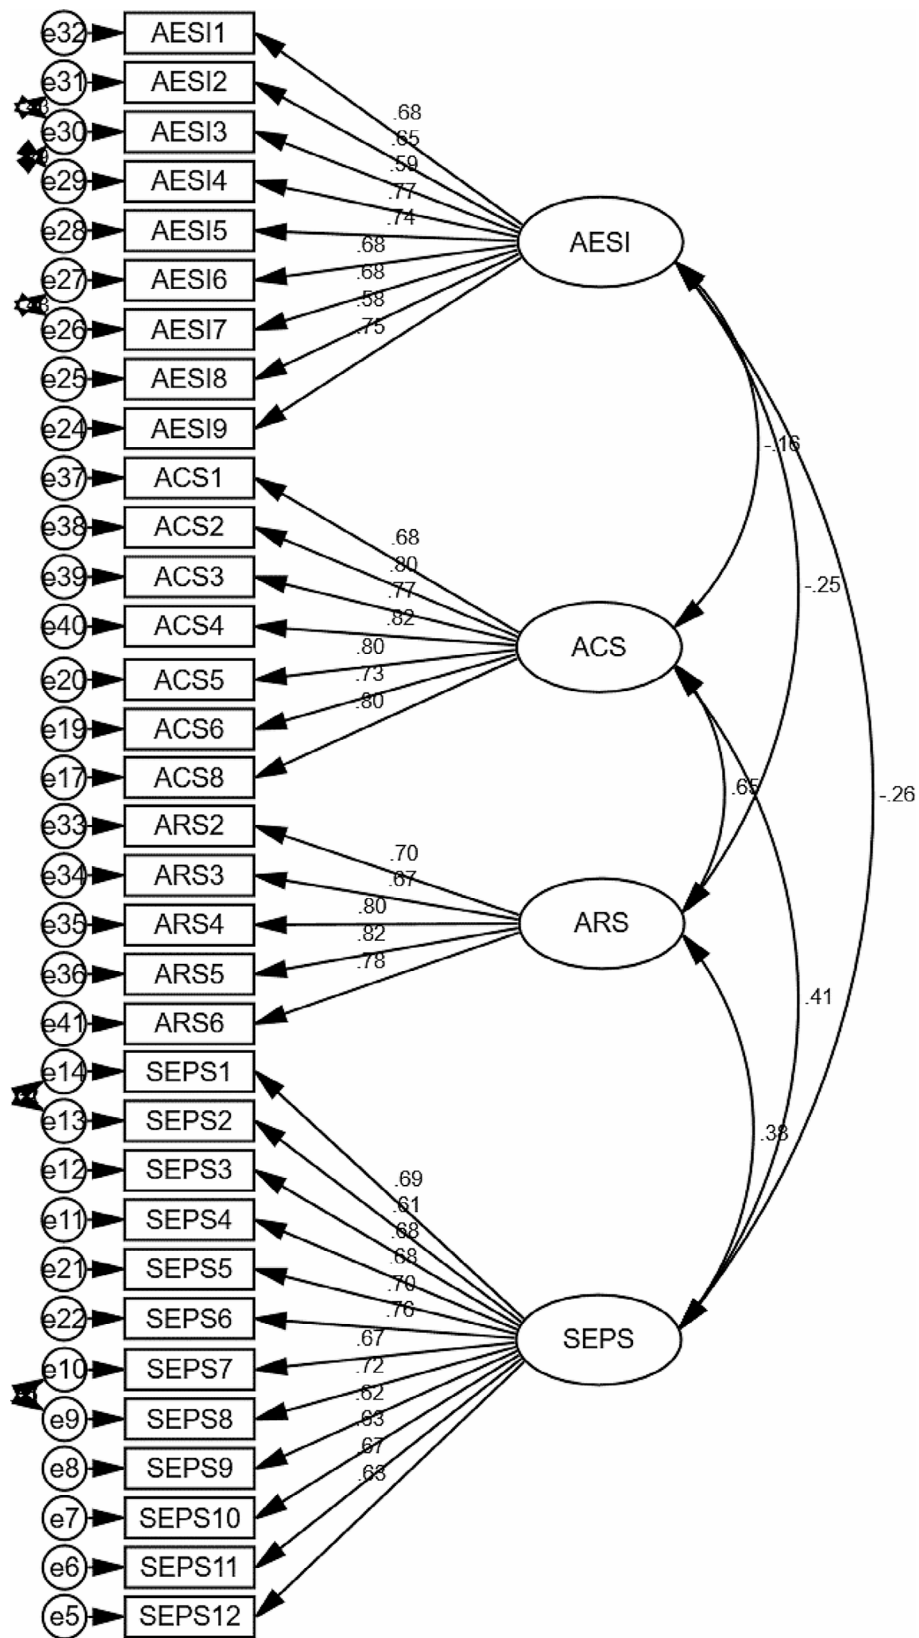 e32 AESI1
e31 AESI2
e30 AESI3
e29 AESI4
e28 AESI5
e27 AESI6
e26 AESI7
e25 AESI8
e24 AESI9
.68
.65
.59
.77
.74
.68
.68
.58
.75
AESI
e37 ACS1
e38 ACS2
e39 ACS3
e40 ACS4
e20 ACS5
e19 ACS6
e17 ACS8
.68
.80
.77
.82
.80
.73
.80
ACS
e33 ARS2
e34 ARS3
e35 ARS4
e36 ARS5
e41 ARS6
.70
.67
.80
.82
.78
ARS
e14 SEPS1
e13 SEPS2
e12 SEPS3
e11 SEPS4
e21 SEPS5
e22 SEPS6
e10 SEPS7
e9 SEPS8
e8 SEPS9
e7 SEPS10
e6 SEPS11
e5 SEPS12
.69
.61
.68
.68
.70
.76
.67
.72
.62
.63
.67
.63
SEPS
-.16
-.25
-.26
.65
.41
.38